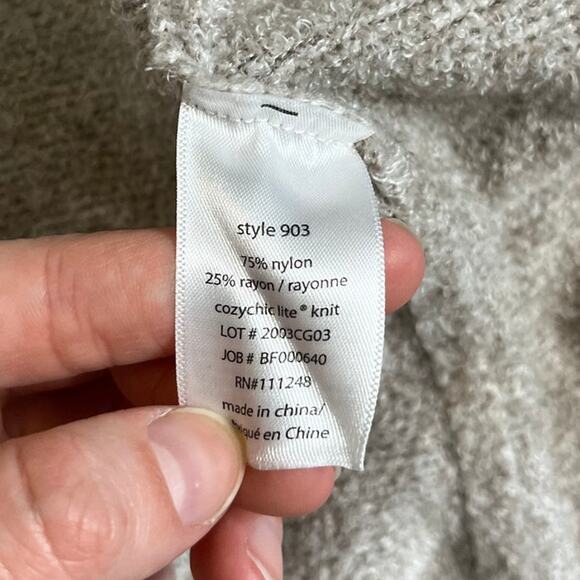 style 903
75% nylon
25% rayon / rayonne
cozychic lite® knit
LOT # 2003CG03
JOB # BF000640
RN#111248
made in china/
en Chine